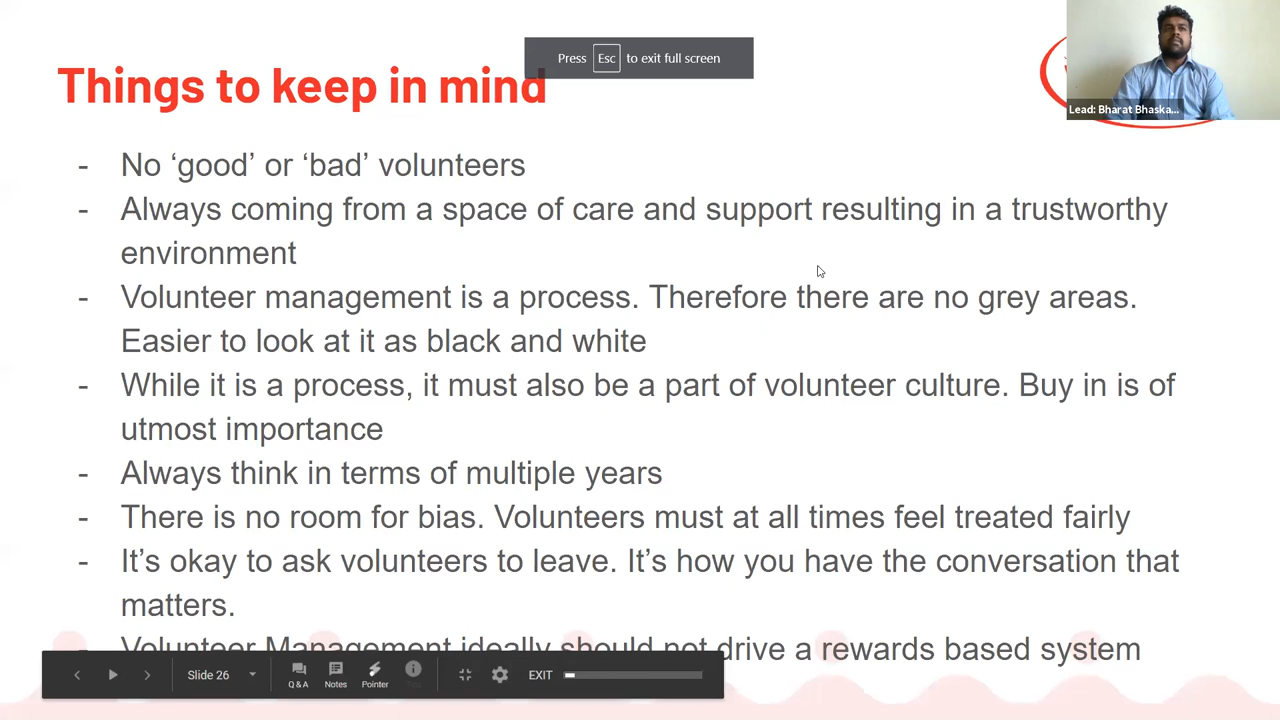 Press Esc to exit full screen
Things to keep in mind
Lead: Bharat Bhaska...
- No ‘good’ or ‘bad’ volunteers
- Always coming from a space of care and support resulting in a trustworthy
environment
- Volunteer management is a process. Therefore there are no grey areas.
Easier to look at it as black and white
- While it is a process, it must also be a part of volunteer culture. Buy in is of
utmost importance
- Always think in terms of multiple years
- There is no room for bias. Volunteers must at all times feel treated fairly
- It’s okay to ask volunteers to leave. It’s how you have the conversation that
matters.
- Volunteer Management ideally should not drive a rewards based system
Slide 26
Q & A
Notes
Pointer
EXIT